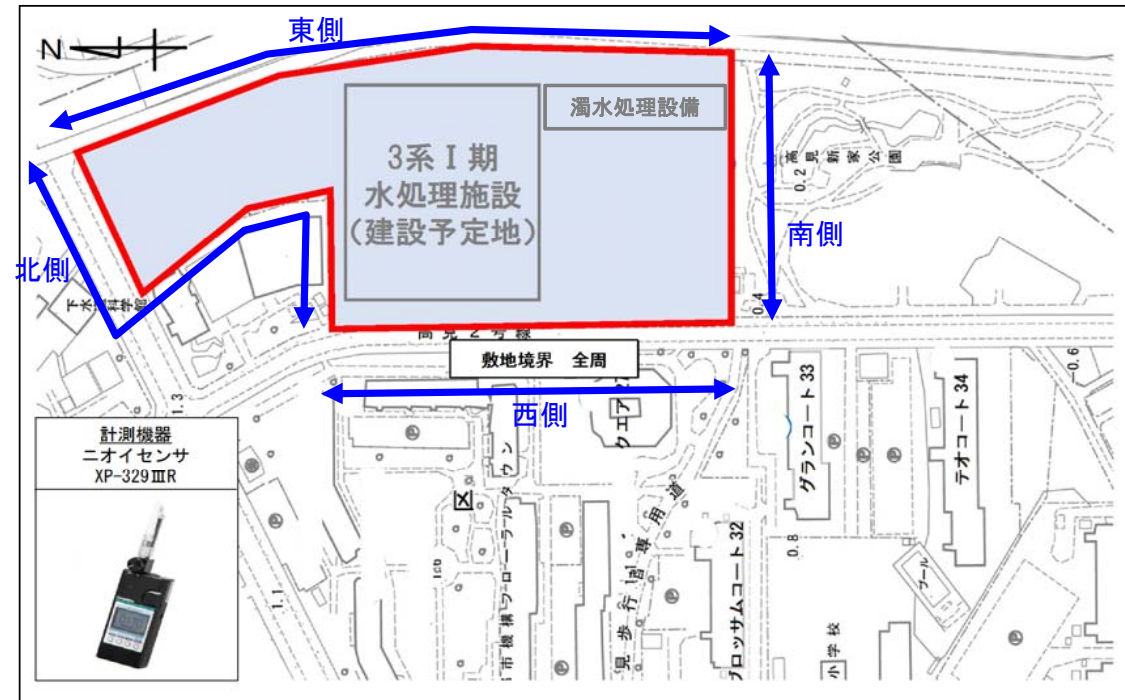 N
東側
濁水処理設備
3系Ⅰ期
水処理施設
(建設予定地)
高見新家公園
0.2
南側
北側
0.4
高見2号線
敷地境界 全周
西側
1.3
-0.6
グランコート33
テオコート34
計測機器
ニオイセンサ
XP-329ⅢR
見歩行者専用道
ロッサムコート32
0.8
プール
小学校
1.1